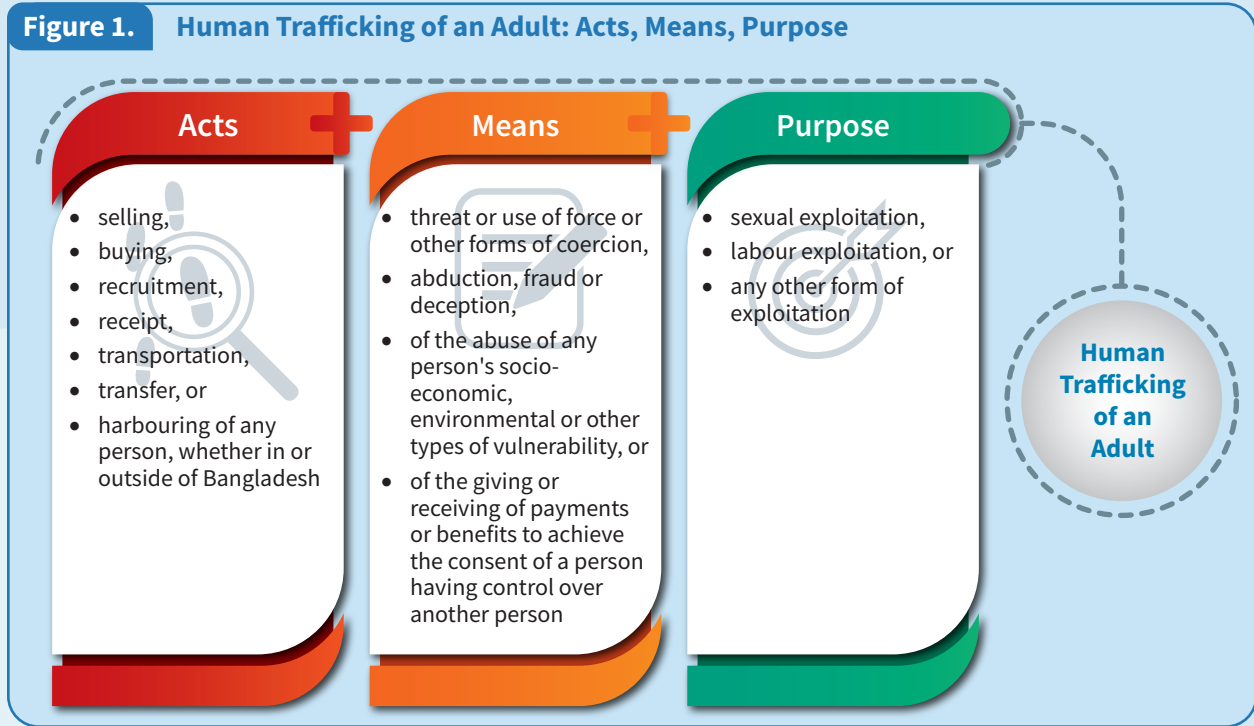 Figure 1.
Human Trafficking of an Adult: Acts, Means, Purpose
Acts
• selling,
• buying,
• recruitment,
• receipt,
• transportation,
• transfer, or
• harbouring of any
person, whether in or
outside of Bangladesh
Means
• threat or use of force or
other forms of coercion,
• abduction, fraud or
deception,
• of the abuse of any
person's socio-
economic,
environmental or other
types of vulnerability, or
• of the giving or
receiving of payments
or benefits to achieve
the consent of a person
having control over
another person
Purpose
• sexual exploitation,
• labour exploitation, or
• any other form of
exploitation
Human
Trafficking
of an
Adult